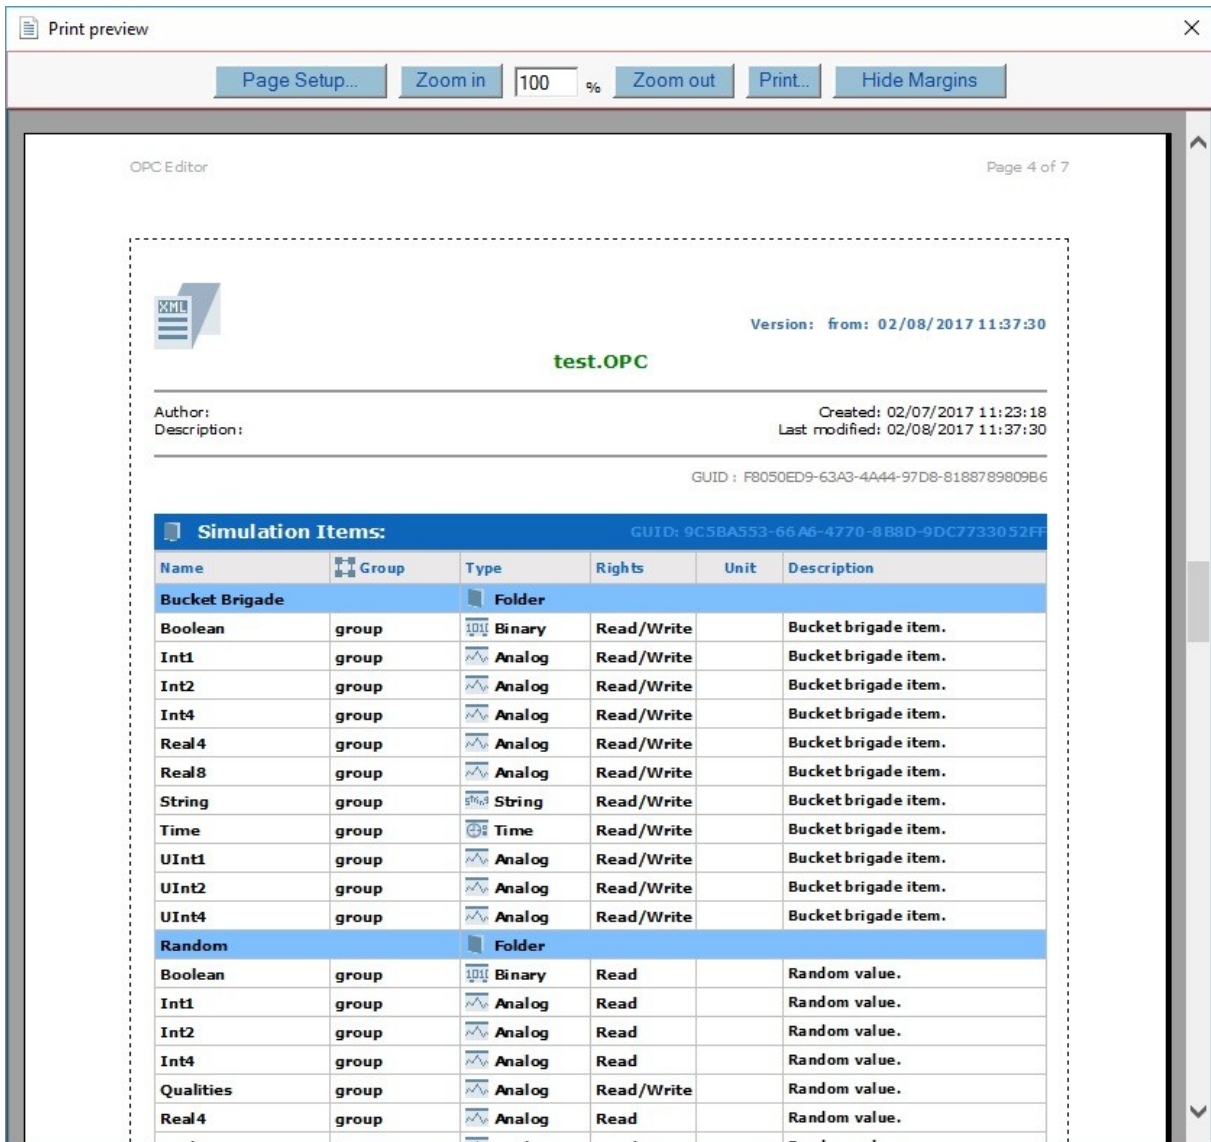 Print preview
Page Setup... Zoom in 100 % Zoom out Print... Hide Margins
OPC Editor Page 4 of 7
XML
Version: from: 02/08/2017 11:37:30
test.OPC
Author: Created: 02/07/2017 11:23:18
Description: Last modified: 02/08/2017 11:37:30
GUID : F8050ED9-63A3-4A44-97D8-8188789809B6
Simulation Items: GUID: 9C5BA553-66A6-4770-8B8D-9DC7733052FF
Name Group Type Rights Unit Description
Bucket Brigade Folder
Boolean group Binary Read/Write Bucket brigade item.
Int1 group Analog Read/Write Bucket brigade item.
Int2 group Analog Read/Write Bucket brigade item.
Int4 group Analog Read/Write Bucket brigade item.
Real4 group Analog Read/Write Bucket brigade item.
Real8 group Analog Read/Write Bucket brigade item.
String group String Read/Write Bucket brigade item.
Time group Time Read/Write Bucket brigade item.
UInt1 group Analog Read/Write Bucket brigade item.
UInt2 group Analog Read/Write Bucket brigade item.
UInt4 group Analog Read/Write Bucket brigade item.
Random Folder
Boolean group Binary Read Random value.
Int1 group Analog Read Random value.
Int2 group Analog Read Random value.
Int4 group Analog Read Random value.
Qualities group Analog Read/Write Random value.
Real4 group Analog Read Random value.